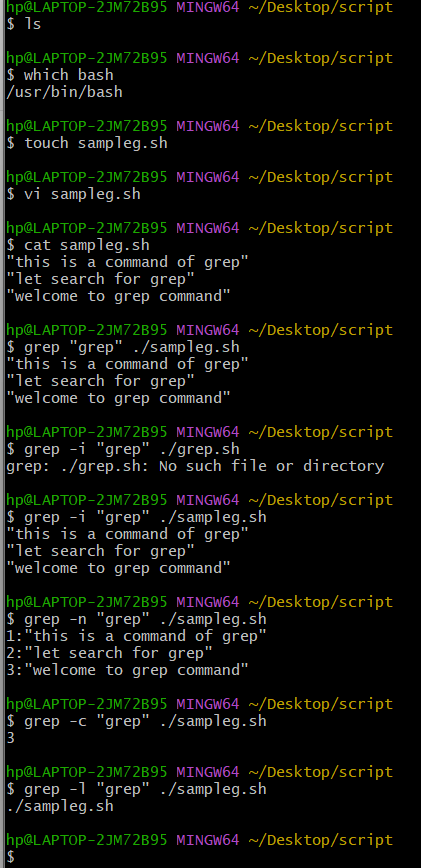 hp@LAPTOP-2JM72B95 MINGW64 ~/Desktop/script
$ ls
hp@LAPTOP-2JM72B95 MINGW64 ~/Desktop/script
$ which bash
/usr/bin/bash
hp@LAPTOP-2JM72B95 MINGW64 ~/Desktop/script
$ touch sampleg.sh
hp@LAPTOP-2JM72B95 MINGW64 ~/Desktop/script
$ vi sampleg.sh
hp@LAPTOP-2JM72B95 MINGW64 ~/Desktop/script
$ cat sampleg.sh
"this is a command of grep"
"let search for grep"
"welcome to grep command"
hp@LAPTOP-2JM72B95 MINGW64 ~/Desktop/script
$ grep "grep" ./sampleg.sh
"this is a command of grep"
"let search for grep"
"welcome to grep command"
hp@LAPTOP-2JM72B95 MINGW64 ~/Desktop/script
$ grep -i "grep" ./grep.sh
grep: ./grep.sh: No such file or directory
hp@LAPTOP-2JM72B95 MINGW64 ~/Desktop/script
$ grep -i "grep" ./sampleg.sh
"this is a command of grep"
"let search for grep"
"welcome to grep command"
hp@LAPTOP-2JM72B95 MINGW64 ~/Desktop/script
$ grep -n "grep" ./sampleg.sh
1:"this is a command of grep"
2:"let search for grep"
3:"welcome to grep command"
hp@LAPTOP-2JM72B95 MINGW64 ~/Desktop/script
$ grep -c "grep" ./sampleg.sh
3
hp@LAPTOP-2JM72B95 MINGW64 ~/Desktop/script
$ grep -l "grep" ./sampleg.sh
./sampleg.sh
hp@LAPTOP-2JM72B95 MINGW64 ~/Desktop/script
$